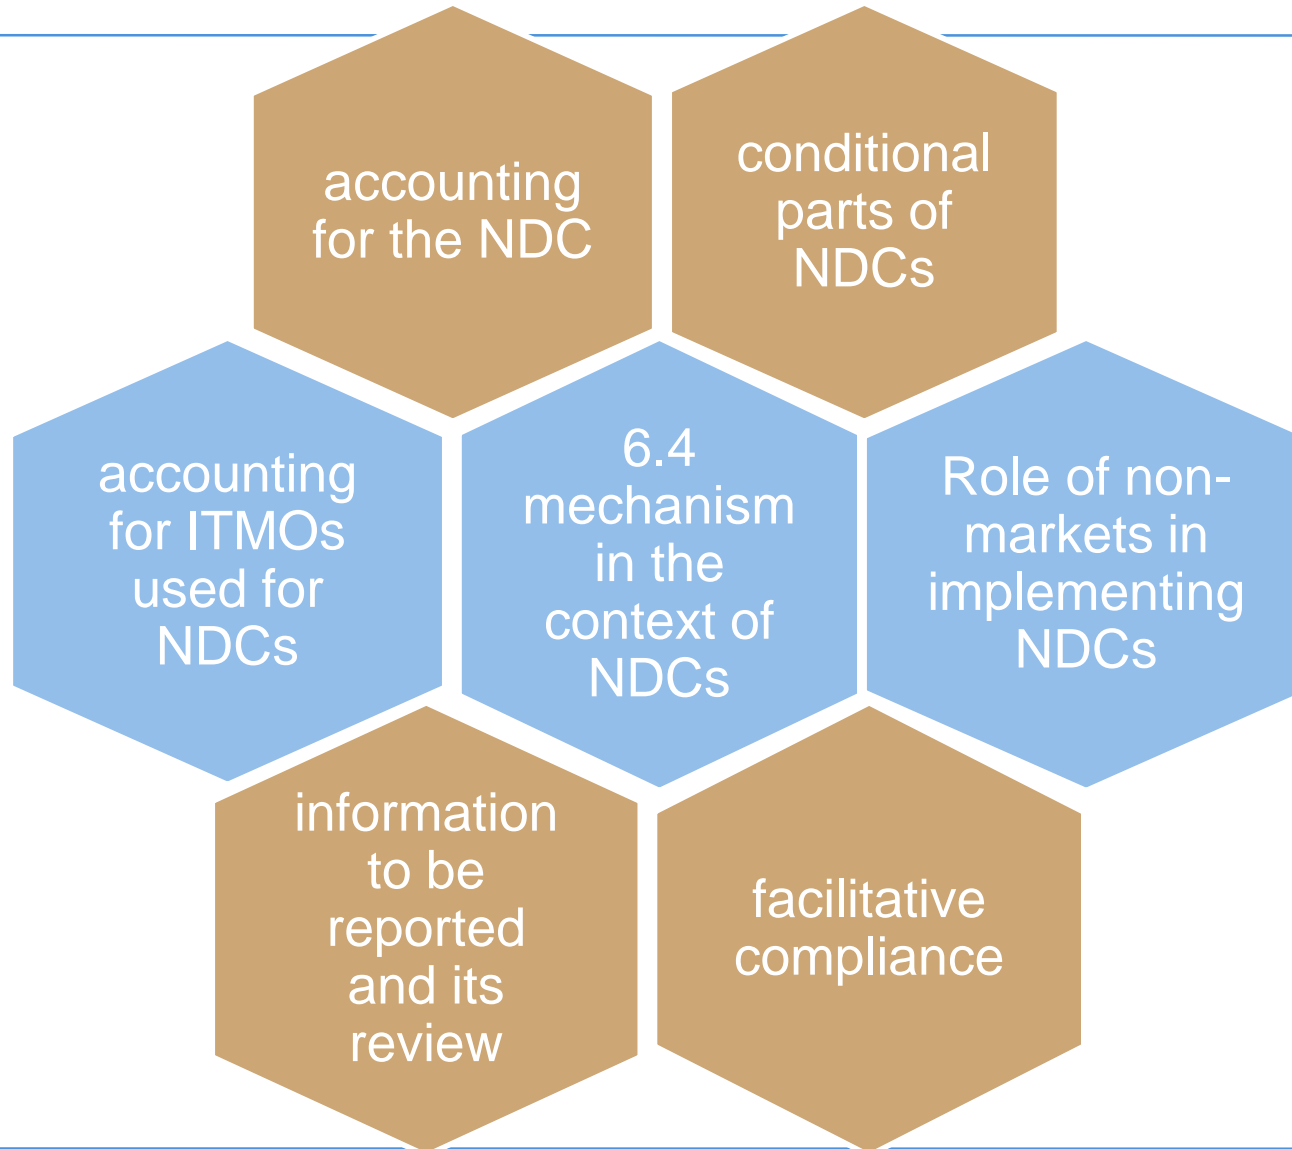 accounting
for the NDC
conditional
parts of
NDCs
accounting
for ITMOs
used for
NDCs
6.4
mechanism
in the
context of
NDCs
Role of non-
markets in
implementing
NDCs
information
to be
reported
and its
review
facilitative
compliance